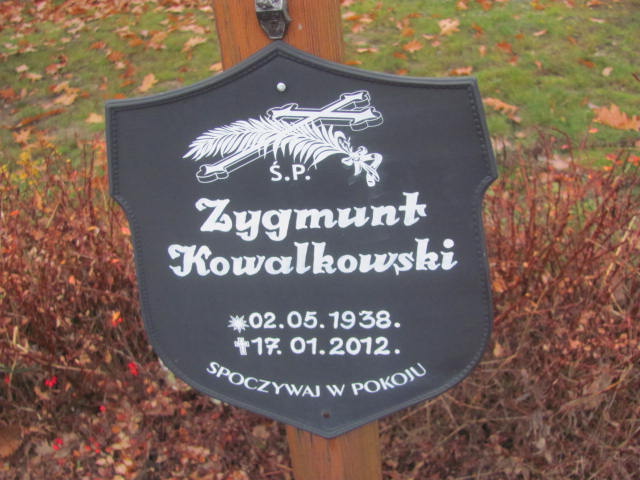 Ś.P.
Zygmunt
Kowalkowski
02.05.1938.
17.01.2012.
SPOCZYWAJ W POKOJU